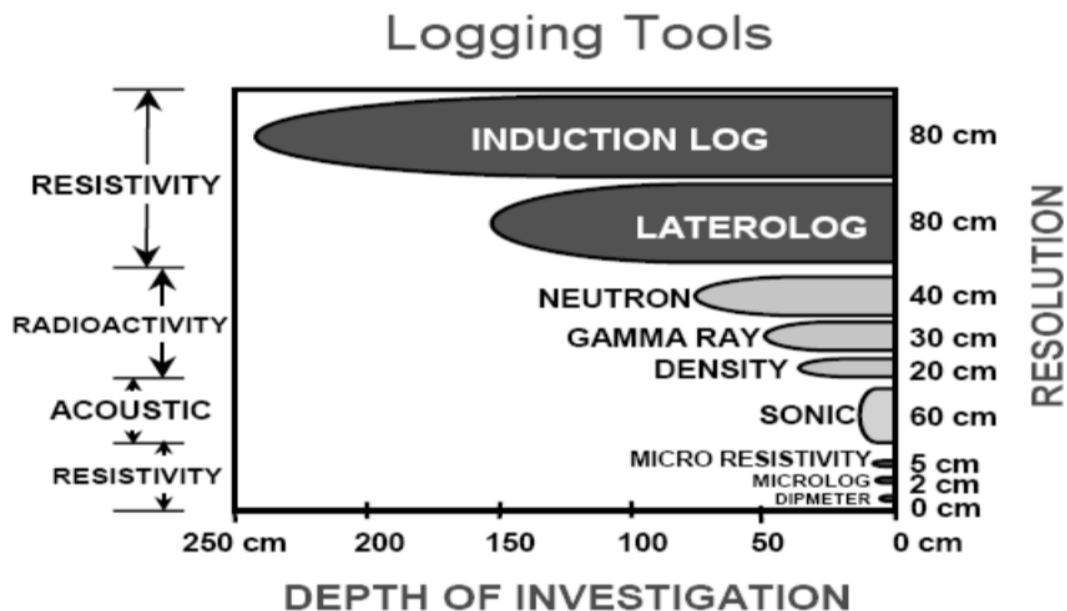 Logging Tools
INDUCTION LOG
80 cm
RESISTIVITY
LATEROLOG
80 cm
NEUTRON
40 cm
RADIOACTIVITY
GAMMA RAY
30 cm
DENSITY
20 cm
ACOUSTIC
SONIC
60 cm
RESISTIVITY
MICRO RESISTIVITY
5 cm
MICROLOG
2 cm
DIPMETER
0 cm
RESOLUTION
250 cm 200 150 100 50 0 cm
DEPTH OF INVESTIGATION